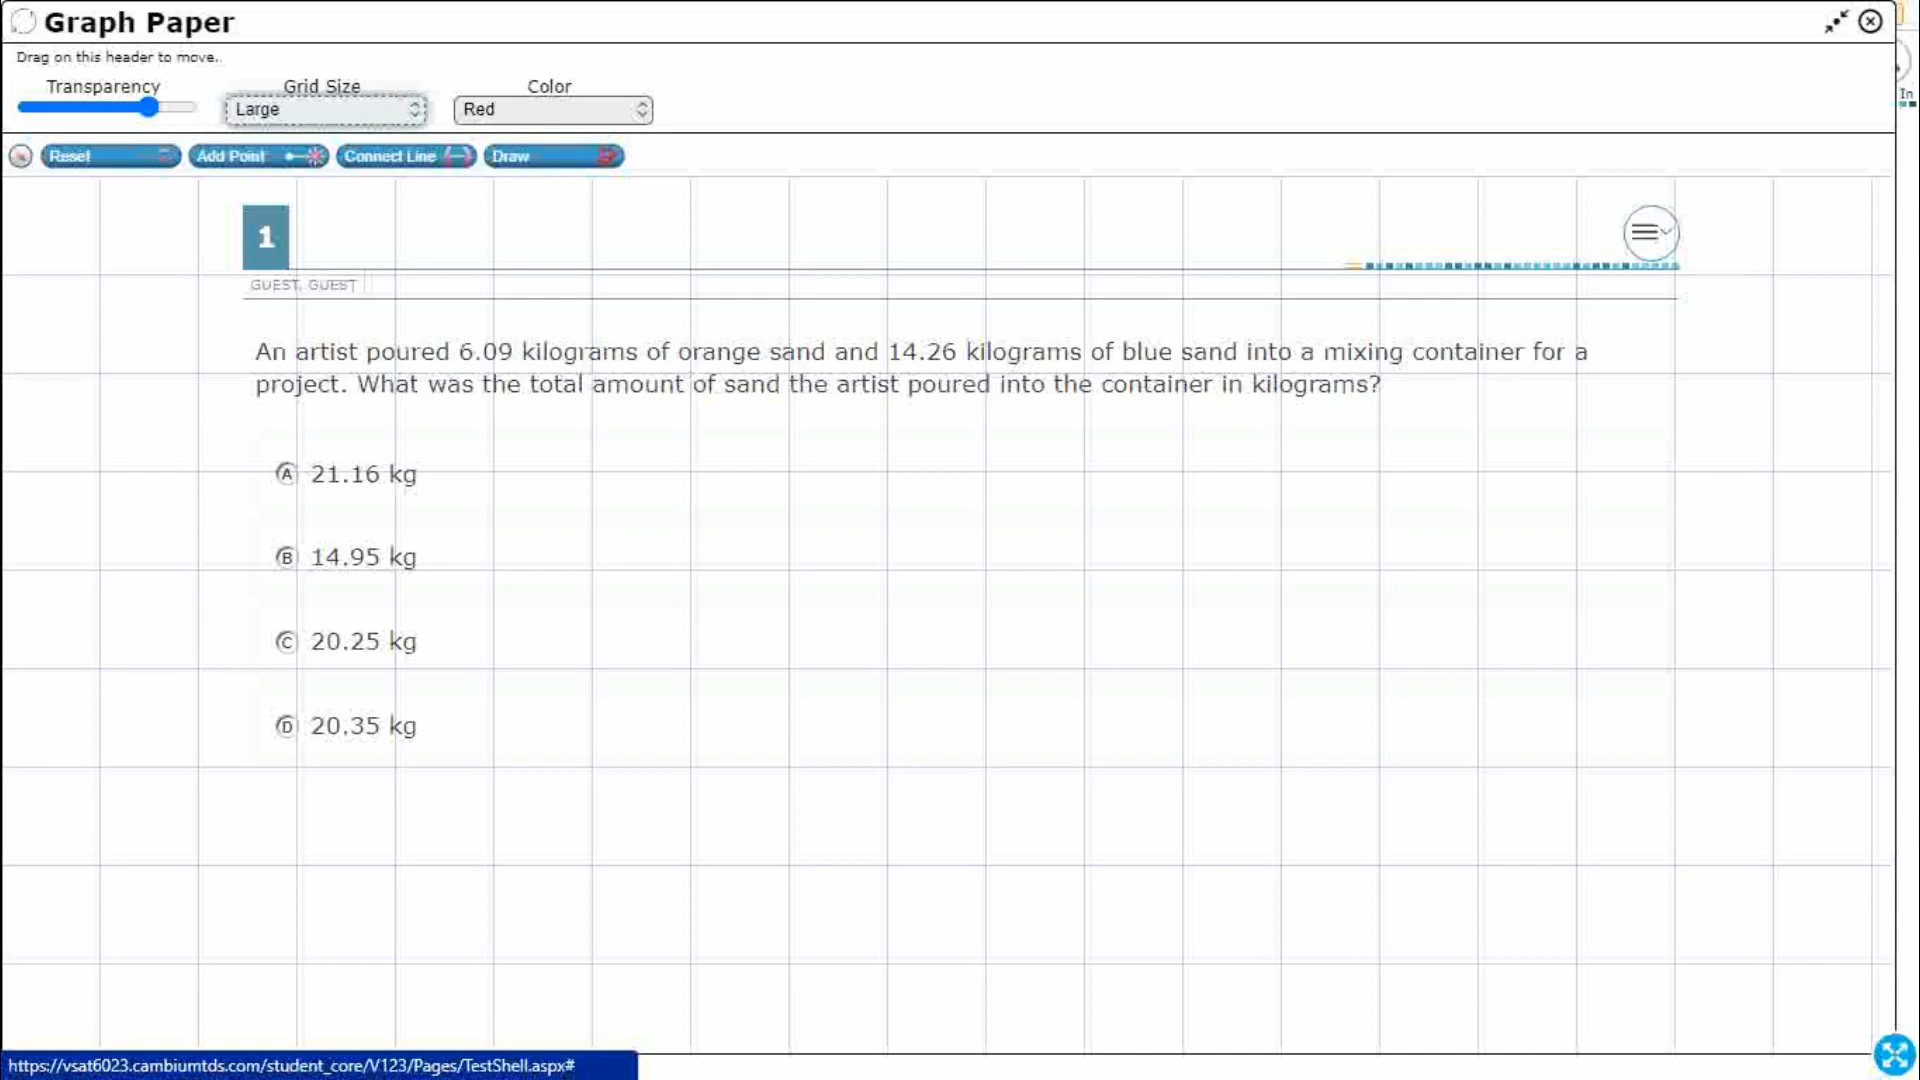 Graph Paper
Drag on this header to move..
Transparency
Grid Size
Color
Large
Red
Reset
Add Point
Connect Line
Draw
In
1
GUEST, GUEST
An artist poured 6.09 kilograms of orange sand and 14.26 kilograms of blue sand into a mixing container for a
project. What was the total amount of sand the artist poured into the container in kilograms?
A 21.16 kg
B 14.95 kg
C 20.25 kg
D 20.35 kg
https://vsat6023.cambiumtds.com/student_core/V123/Pages/TestShell.aspx#